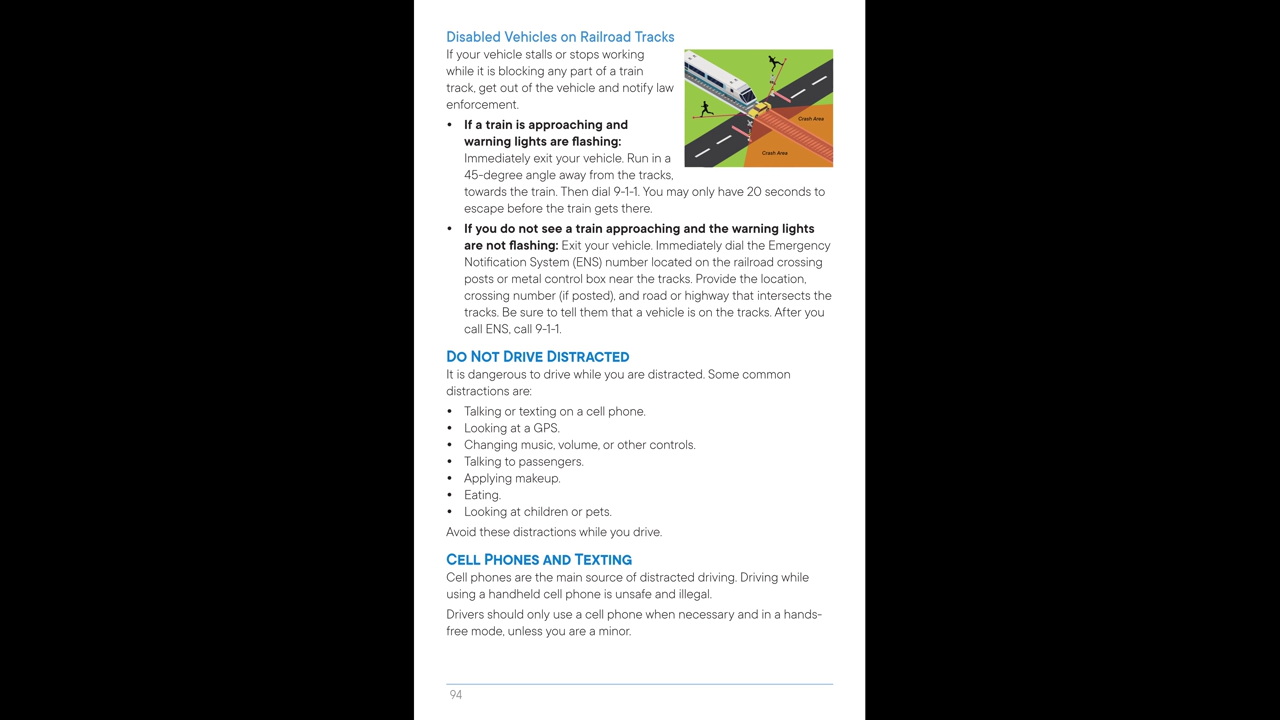 Disabled Vehicles on Railroad Tracks
If your vehicle stalls or stops working
while it is blocking any part of a train
track, get out of the vehicle and notify law
enforcement.
• If a train is approaching and
warning lights are flashing:
Immediately exit your vehicle. Run in a
45-degree angle away from the tracks,
towards the train. Then dial 9-1-1. You may only have 20 seconds to
escape before the train gets there.
Crash Area
Crash Area
• If you do not see a train approaching and the warning lights
are not flashing: Exit your vehicle. Immediately dial the Emergency
Notification System (ENS) number located on the railroad crossing
posts or metal control box near the tracks. Provide the location,
crossing number (if posted), and road or highway that intersects the
tracks. Be sure to tell them that a vehicle is on the tracks. After you
call ENS, call 9-1-1.
DO NOT DRIVE DISTRACTED
It is dangerous to drive while you are distracted. Some common
distractions are:
• Talking or texting on a cell phone.
• Looking at a GPS.
• Changing music, volume, or other controls.
• Talking to passengers.
• Applying makeup.
• Eating.
• Looking at children or pets.
Avoid these distractions while you drive.
CELL PHONES AND TEXTING
Cell phones are the main source of distracted driving. Driving while
using a handheld cell phone is unsafe and illegal.
Drivers should only use a cell phone when necessary and in a hands-
free mode, unless you are a minor.
94